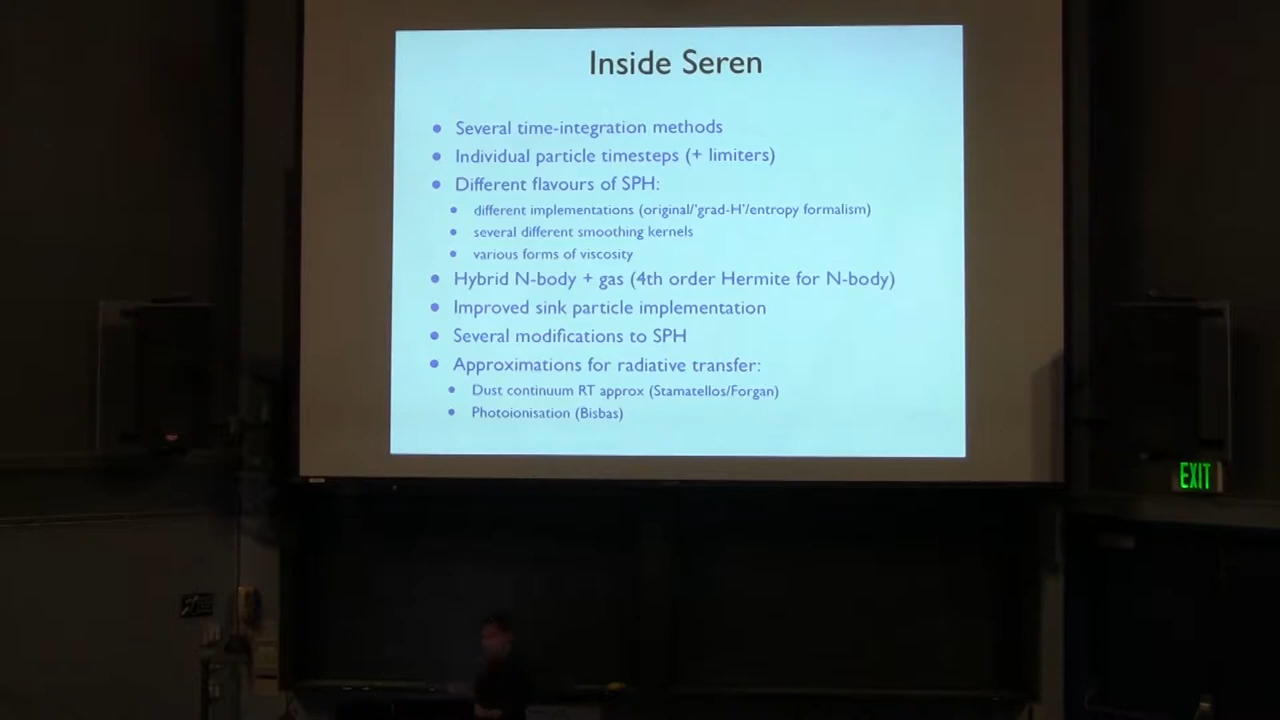 Inside Seren
• Several time-integration methods
• Individual particle timesteps (+ limiters)
• Different flavours of SPH:
• different implementations (original/'grad-H'/entropy formalism)
• several different smoothing kernels
• various forms of viscosity
• Hybrid N-body + gas (4th order Hermite for N-body)
• Improved sink particle implementation
• Several modifications to SPH
• Approximations for radiative transfer:
• Dust continuum RT approx (Stamatellos/Forgan)
• Photoionisation (Bisbas)
EXIT